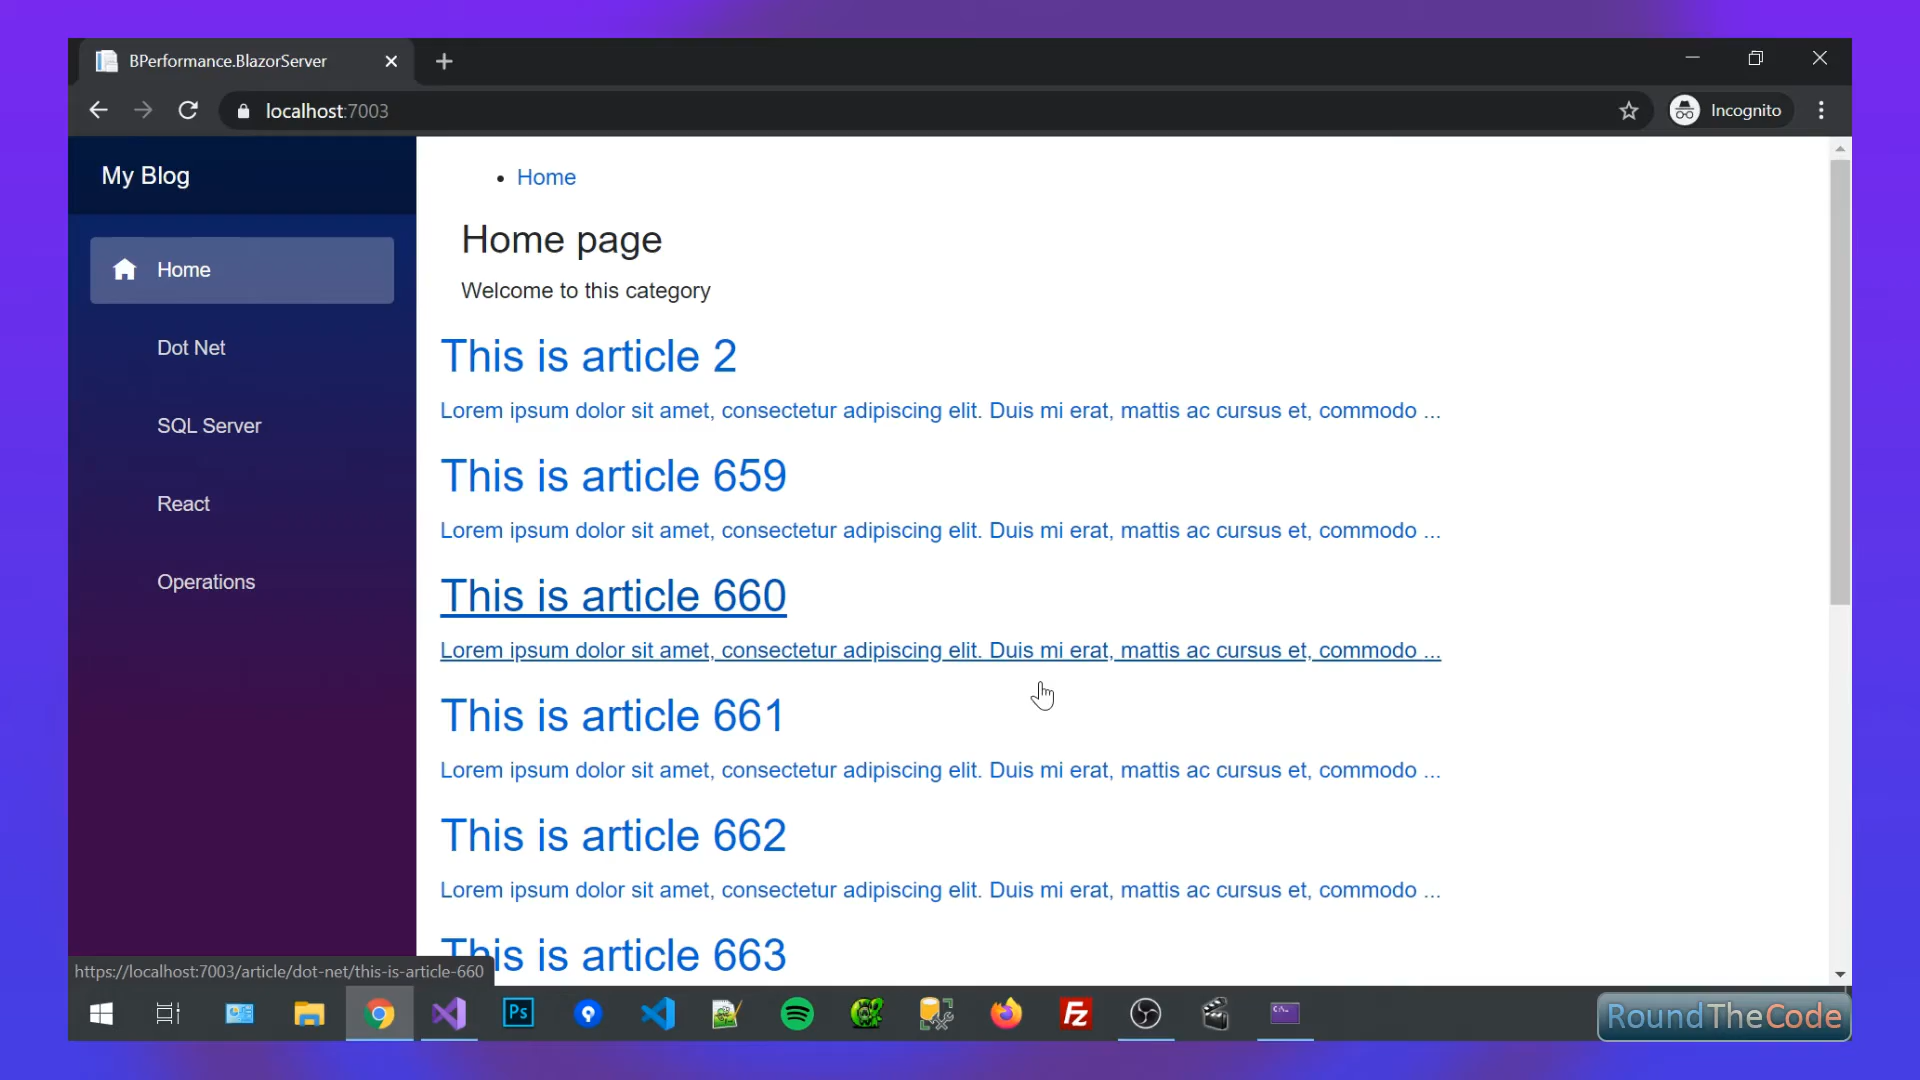 BPerformance.BlazorServer
localhost:7003
Incognito
My Blog
Home
Dot Net
SQL Server
React
Operations
Home
Home page
Welcome to this category
This is article 2
Lorem ipsum dolor sit amet, consectetur adipiscing elit. Duis mi erat, mattis ac cursus et, commodo ...
This is article 659
Lorem ipsum dolor sit amet, consectetur adipiscing elit. Duis mi erat, mattis ac cursus et, commodo ...
This is article 660
Lorem ipsum dolor sit amet, consectetur adipiscing elit. Duis mi erat, mattis ac cursus et, commodo ...
This is article 661
Lorem ipsum dolor sit amet, consectetur adipiscing elit. Duis mi erat, mattis ac cursus et, commodo ...
This is article 662
Lorem ipsum dolor sit amet, consectetur adipiscing elit. Duis mi erat, mattis ac cursus et, commodo ...
This is article 663
https://localhost:7003/article/dot-net/this-is-article-660
Ps
Fz
RoundTheCode